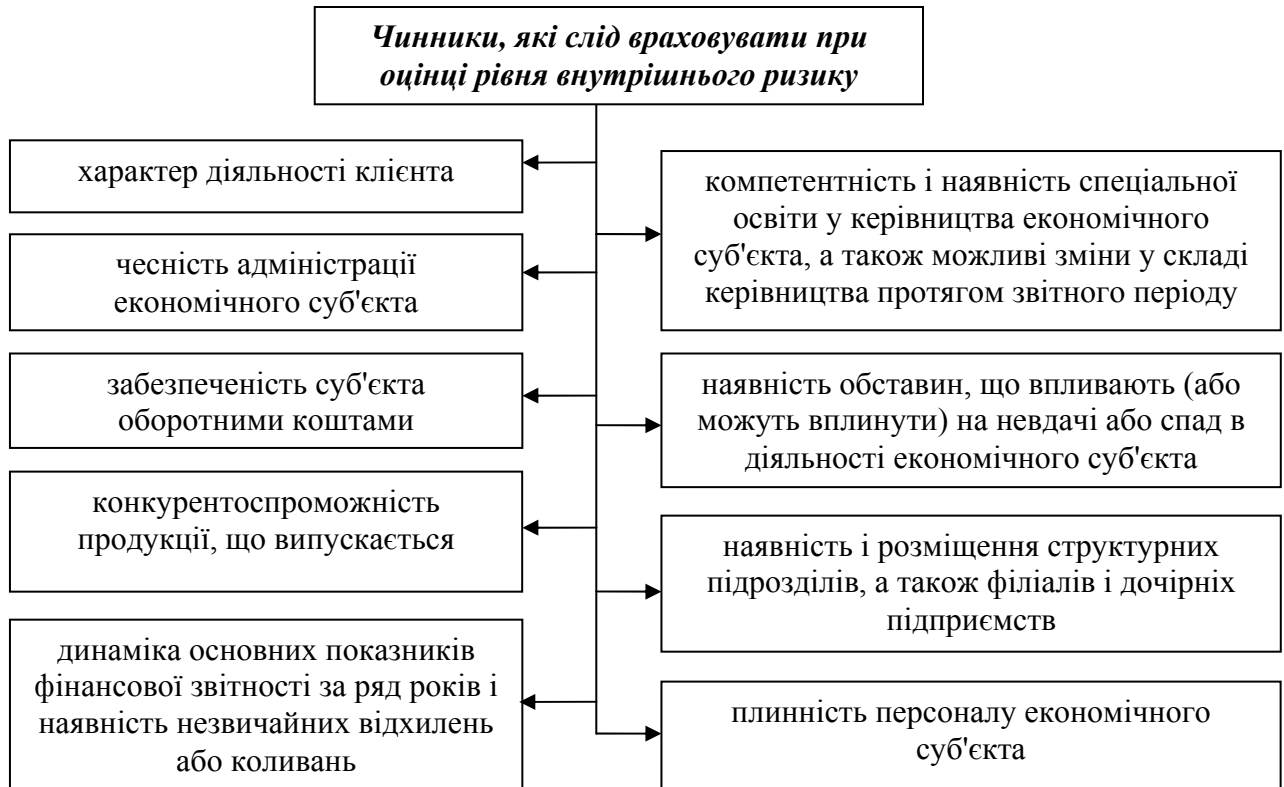 Чинники, які слід враховувати при
оцінці рівня внутрішнього ризику
характер діяльності клієнта
чесність адміністрації
економічного суб'єкта
забезпеченість суб'єкта
оборотними коштами
конкурентоспроможність
продукції, що випускається
динаміка основних показників
фінансової звітності за ряд років і
наявність незвичайних відхилень
або коливань
компетентність і наявність спеціальної
освіти у керівництва економічного
суб'єкта, а також можливі зміни у складі
керівництва протягом звітного періоду
наявність обставин, що впливають (або
можуть вплинути) на невдачі або спад в
діяльності економічного суб'єкта
наявність і розміщення структурних
підрозділів, а також філіалів і дочірніх
підприємств
плинність персоналу економічного
суб'єкта